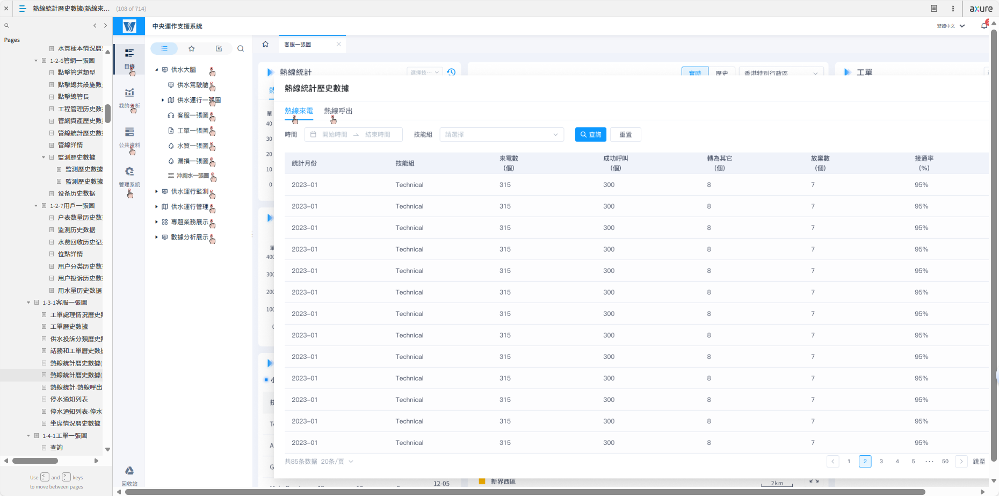 熱線統計歷史數據(熱線來… (108 of 714)
axure
Pages
水質樣本情況歷
1-2-6管網一張圖
點擊管道類型
點擊總共設施數
點擊總管長
工程管理历史数
管網資產歷史數
管線統計歷史數
管線詳情
監測歷史數據
監測歷史數據
監測歷史數據
设备历史数据
1-2-7用戶一張圖
户表数量历史数
监测历史数据
水费回收历史记
位點詳情
用户分类历史数
用户投诉历史数
用水量历史数据
1-3-1客服一張圖
工單處理情況歷史
工單歷史數據
供水投訴分類歷史
話務和工單歷史數
熱線統計歷史數據(
熱線統計歷史數據(
熱線統計-熱線呼出
停水通知列表
停水通知列表-停水
坐席情況歷史數據
1-4-1工單一張圖
查詢
Use < , and > . keys
to move between pages
中央運作支援系統
繁體中文
目錄
我的分析
公共資料
管理系統
回收站
供水大腦
供水駕駛艙
供水運行一張圖
客服一張圖
工單一張圖
水質一張圖
漏損一張圖
沖廁水一張圖
供水運行監測
供水運行管理
專題業務展示
數據分析展示
客服一張圖
熱線統計
選擇技…
實時 歷史 香港特別行政區
工單
單
40
30
20
10
0
單
400
300
200
100
0
熱線統計歷史數據
熱線來電 熱線呼出
時間 開始時間 結束時間 技能組 請選擇 查詢 重置
統計月份 技能組 來電數(個) 成功呼叫(個) 轉為其它(個) 放棄數(個) 接通率(%)
2023-01 Technical 315 300 8 7 95%
2023-01 Technical 315 300 8 7 95%
2023-01 Technical 315 300 8 7 95%
2023-01 Technical 315 300 8 7 95%
2023-01 Technical 315 300 8 7 95%
2023-01 Technical 315 300 8 7 95%
2023-01 Technical 315 300 8 7 95%
2023-01 Technical 315 300 8 7 95%
2023-01 Technical 315 300 8 7 95%
2023-01 Technical 315 300 8 7 95%
2023-01 Technical 315 300 8 7 95%
2023-01 Technical 315 300 8 7 95%
2023-01 Technical 315 300 8 7 95%
共85条数据 20条/页
1 2 3 4 5 ··· 50 跳至
12-05
新界西區
2km